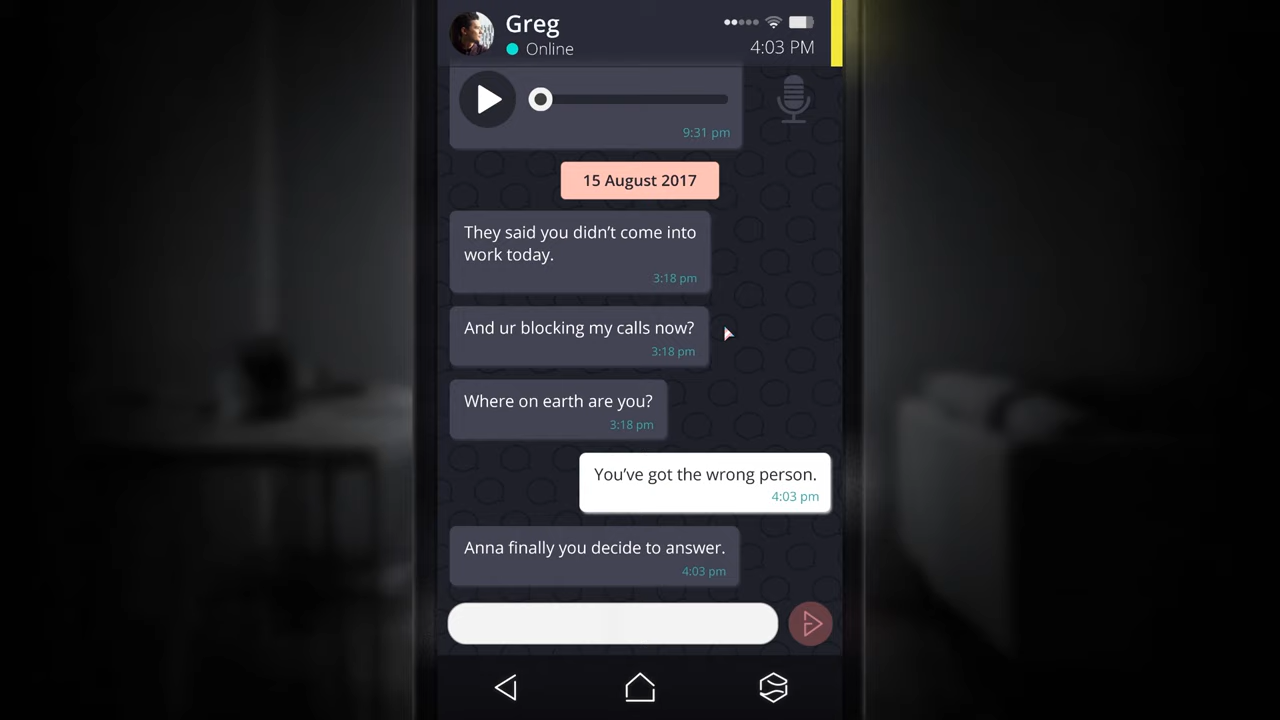 Greg
Online
4:03 PM
9:31 pm
15 August 2017
They said you didn’t come into
work today.
3:18 pm
And ur blocking my calls now?
3:18 pm
Where on earth are you?
3:18 pm
You’ve got the wrong person.
4:03 pm
Anna finally you decide to answer.
4:03 pm